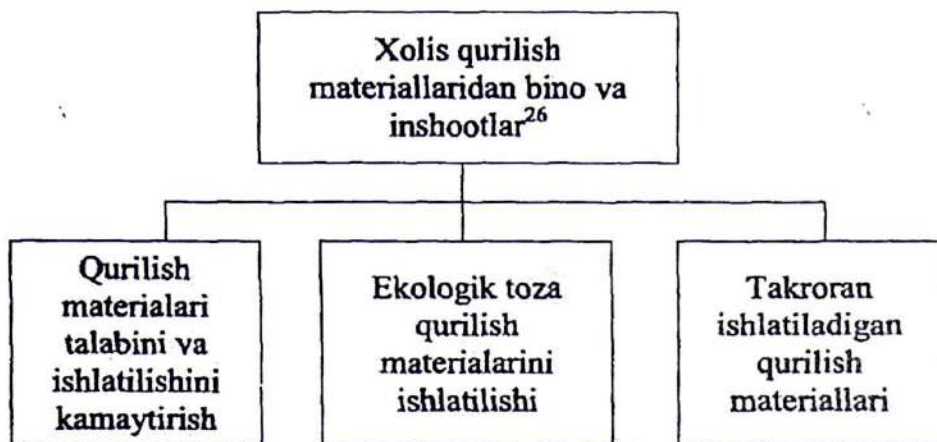 Xolis qurilish
materiallaridan bino va
inshootlar26
Qurilish
materialari
talabini va
ishlatilishini
kamaytirish
Ekologik toza
qurilish
materialarini
ishlatilishi
Takroran
ishlatiladigan
qurilish
materiallari